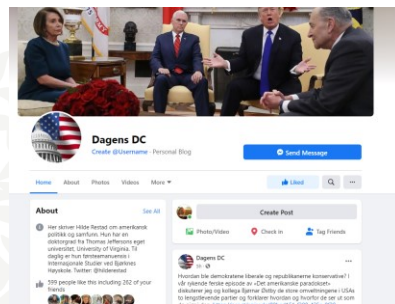 Dagens DC
Create @Username · Personal Blog
Send Message
Home About Photos Videos More
Liked
About
See All
Her skriver Hilde Restad om amerikansk
politikk og samfunn. Hun har en
doktorgrad fra Thomas Jeffersons eget
universitet, University of Virginia. Til
daglig er hun førsteamanuensis i
Internasjonale Studier ved Bjørknes
Høyskole. Twitter: @hilderestad
599 people like this including 262 of your
friends
Create Post
Photo/Video Check in Tag Friends
Dagens DC
Hvordan ble demokratene liberale og republikanerne konservative? I
vår rykende ferske episode av «Det amerikanske paradokset»
diskuterer jeg og kollega Hjelmar Østby de store omveltningene i USAs
to lengstlevende partier og forklarer hvordan og hvorfor de ser ut som